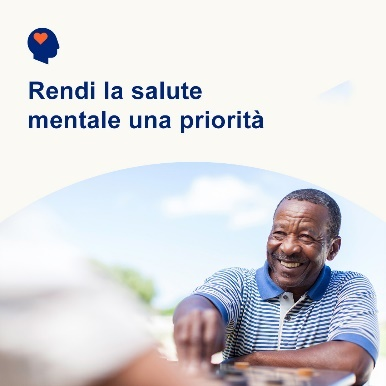 Rendi la salute
mentale una priorità